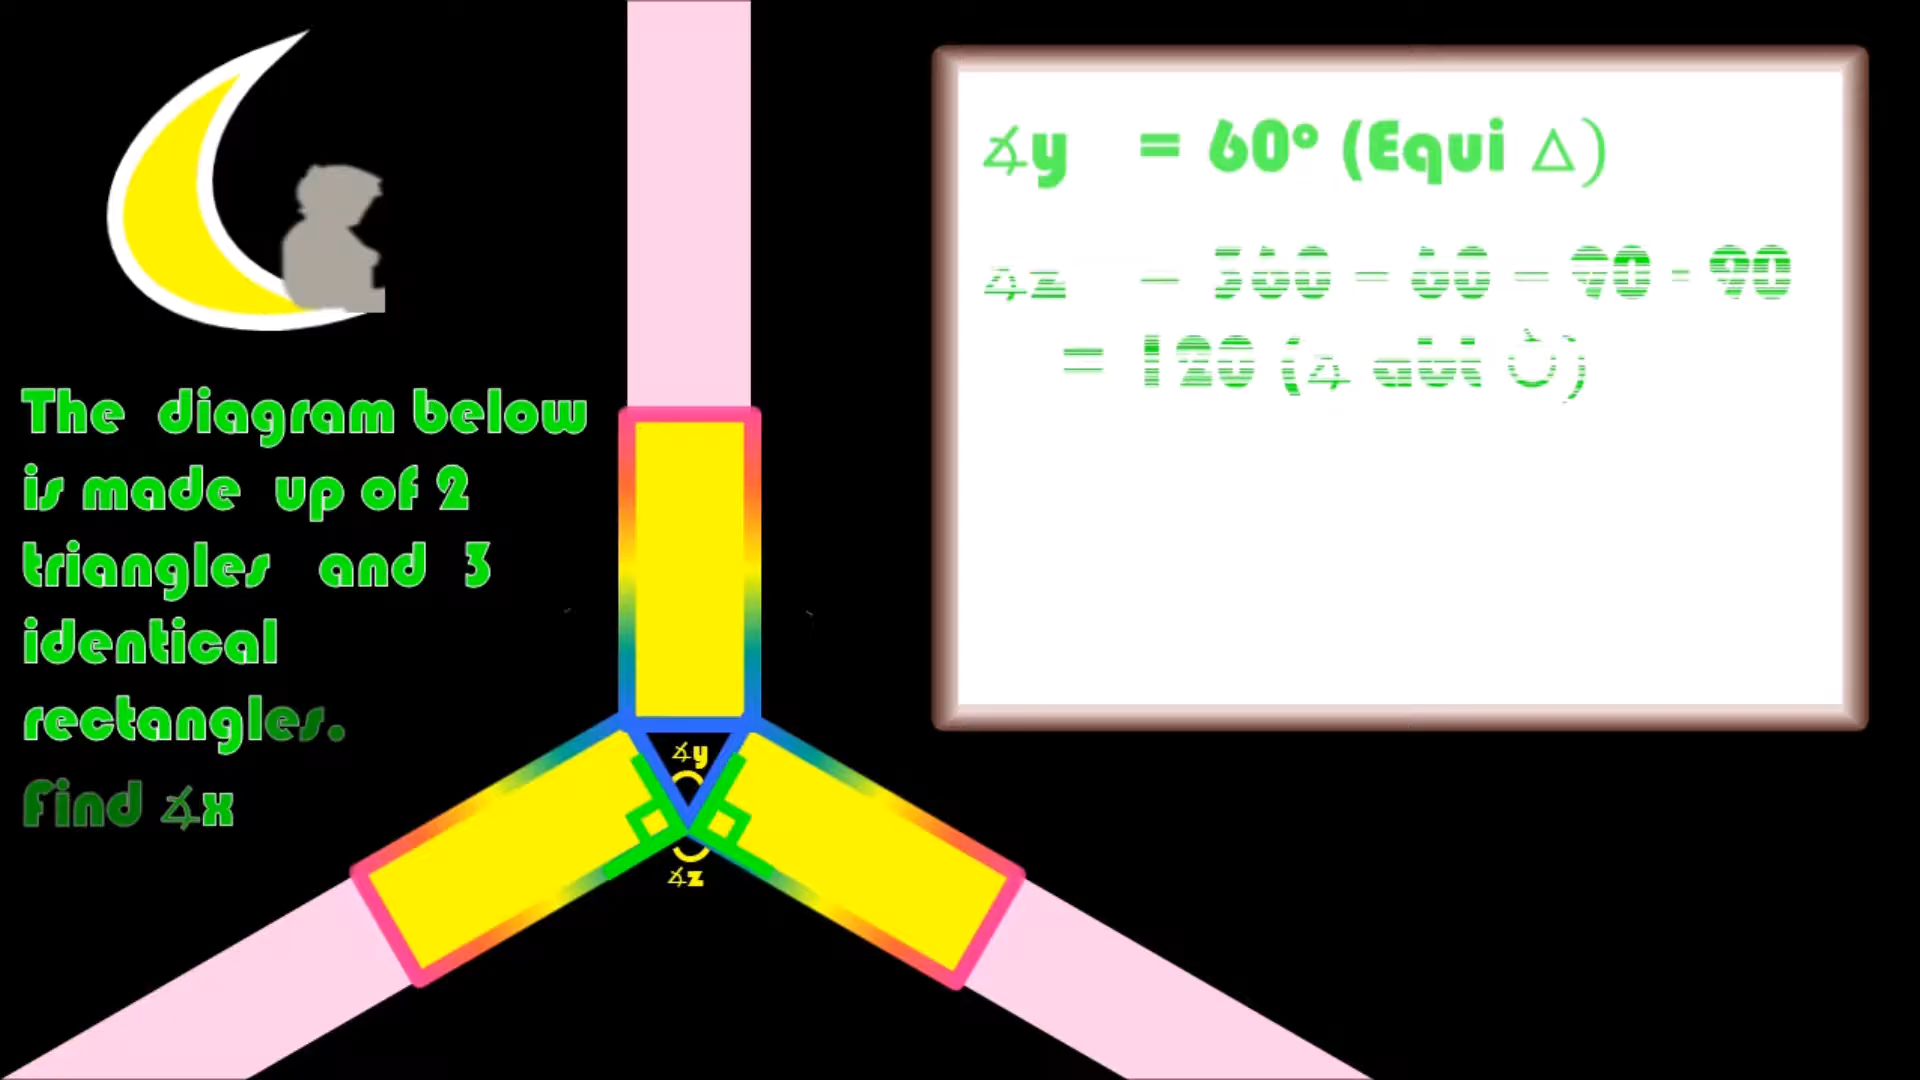 The diagram below
is made up of 2
triangles and 3
identical
rectangles.
Find ∡x
∡y = 60° (Equi △)
∡z = 360 - 60 - 90 - 90
= 120 (∡ abt
∡y
∡z